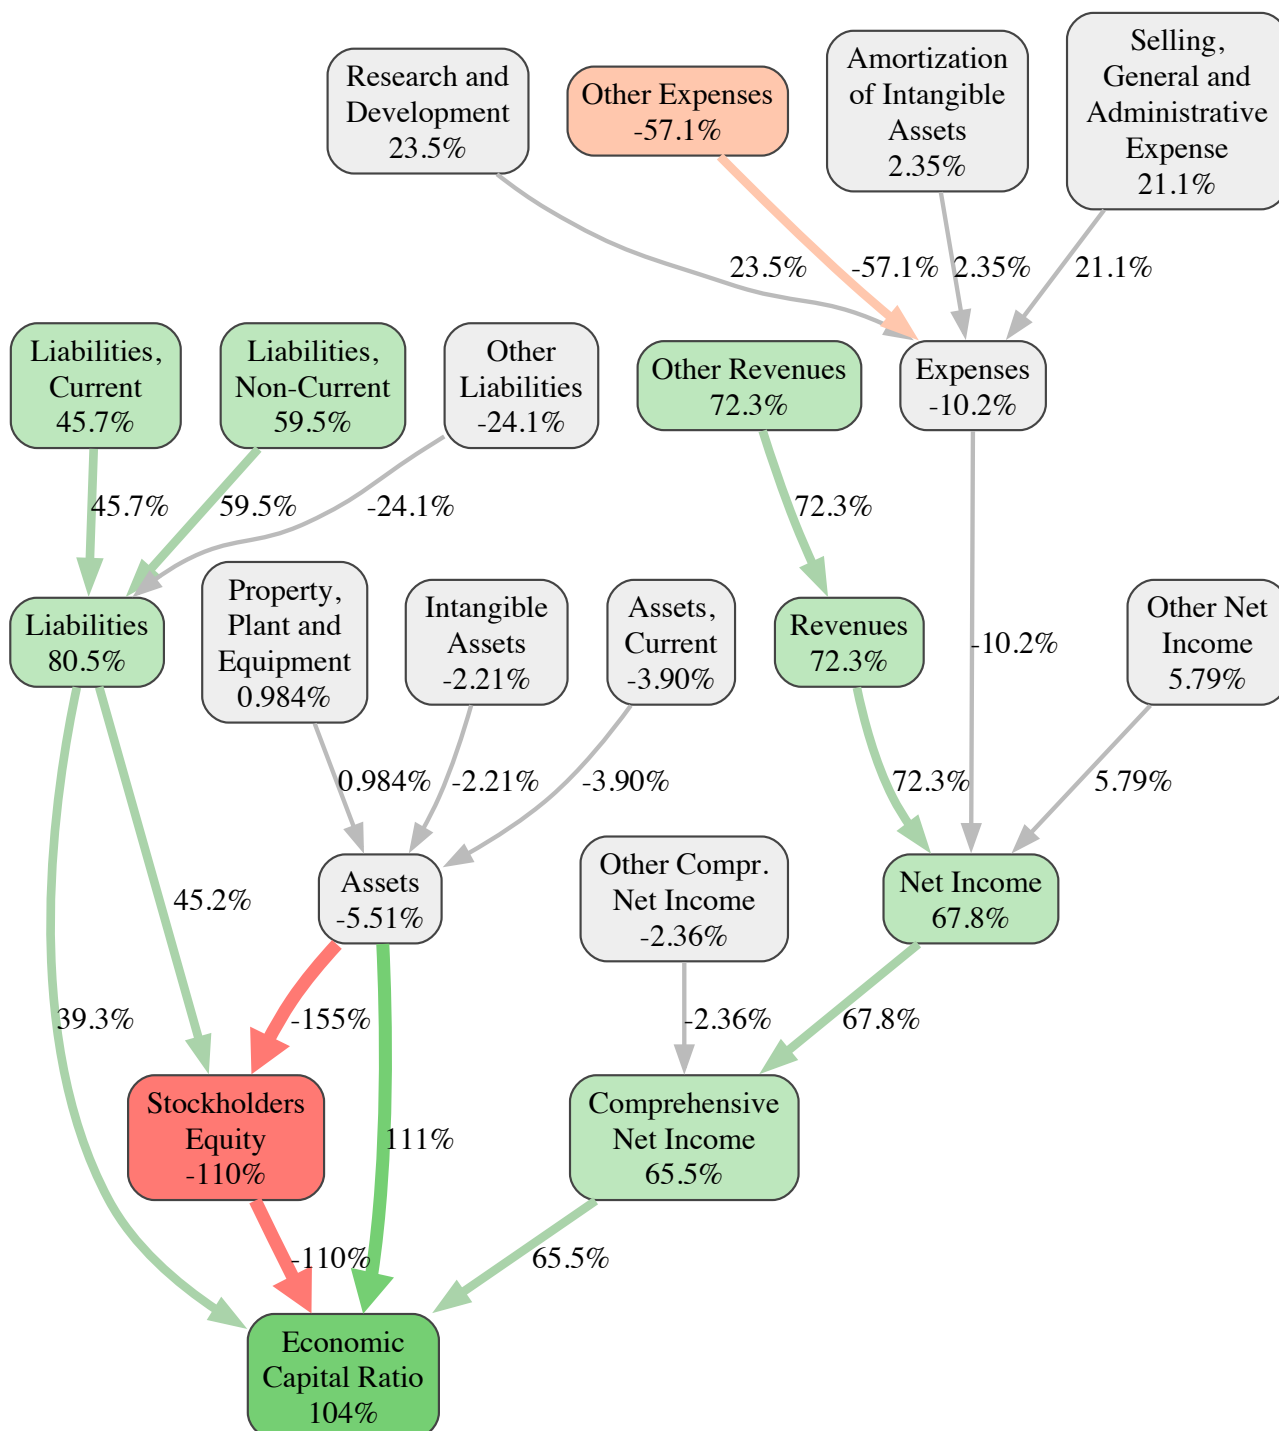 Research and
Development
23.5%
Other Expenses
-57.1%
Amortization
of Intangible
Assets
2.35%
Selling,
General and
Administrative
Expense
21.1%
23.5%
-57.1%
2.35%
21.1%
Liabilities,
Current
45.7%
Liabilities,
Non-Current
59.5%
Other
Liabilities
-24.1%
Other Revenues
72.3%
Expenses
-10.2%
45.7%
59.5%
-24.1%
72.3%
Liabilities
80.5%
Property,
Plant and
Equipment
0.984%
Intangible
Assets
-2.21%
Assets,
Current
-3.90%
Revenues
72.3%
-10.2%
Other Net
Income
5.79%
0.984%
-2.21%
-3.90%
72.3%
5.79%
45.2%
Assets
-5.51%
Other Compr.
Net Income
-2.36%
Net Income
67.8%
39.3%
-155%
-2.36%
67.8%
Stockholders
Equity
-110%
111%
Comprehensive
Net Income
65.5%
-110%
65.5%
Economic
Capital Ratio
104%